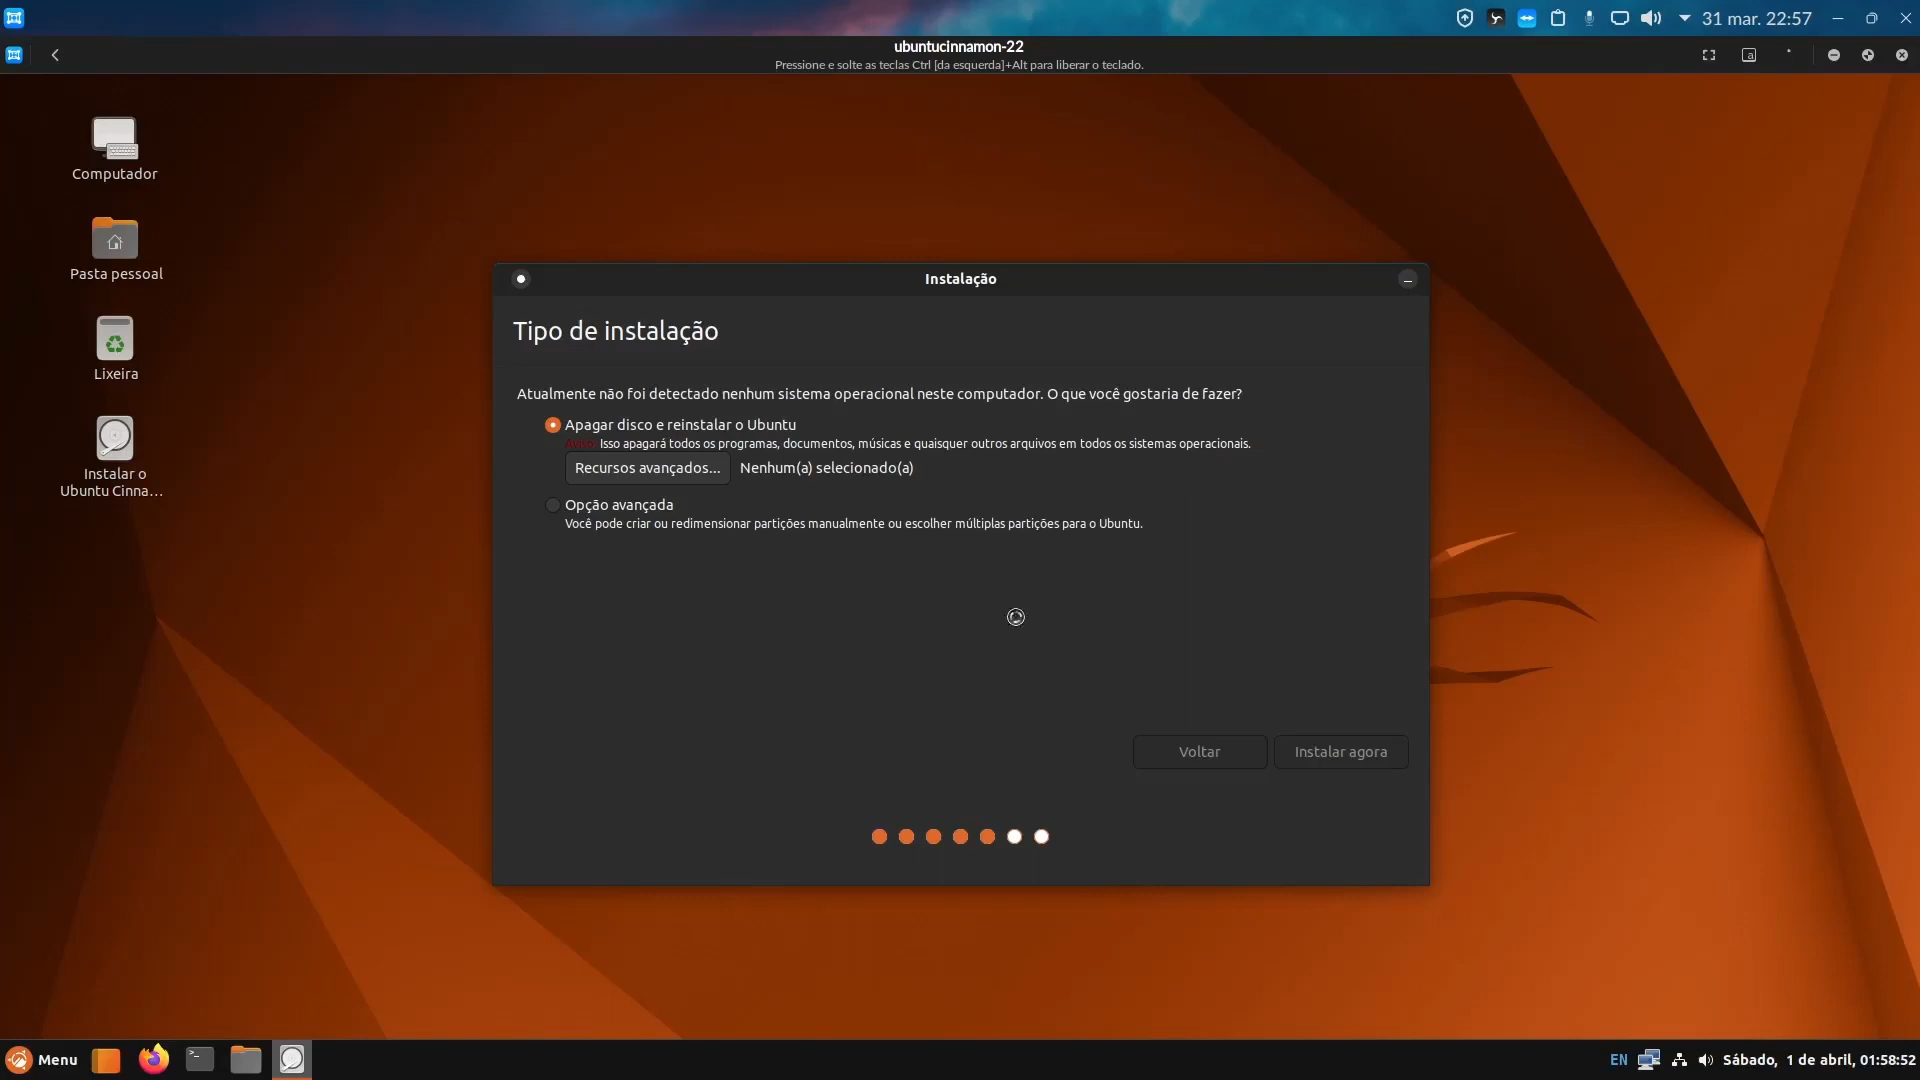 31 mar. 22:57
ubuntucinnamon-22
Pressione e solte as teclas Ctrl [da esquerda]+Alt para liberar o teclado.
Computador
Pasta pessoal
Lixeira
Instalar o
Ubuntu Cinna...
Instalação
Tipo de instalação
Atualmente não foi detectado nenhum sistema operacional neste computador. O que você gostaria de fazer?
Apagar disco e reinstalar o Ubuntu
Aviso: Isso apagará todos os programas, documentos, músicas e quaisquer outros arquivos em todos os sistemas operacionais.
Recursos avançados... Nenhum(a) selecionado(a)
Opção avançada
Você pode criar ou redimensionar partições manualmente ou escolher múltiplas partições para o Ubuntu.
Voltar Instalar agora
Menu
EN Sábado, 1 de abril, 01:58:52